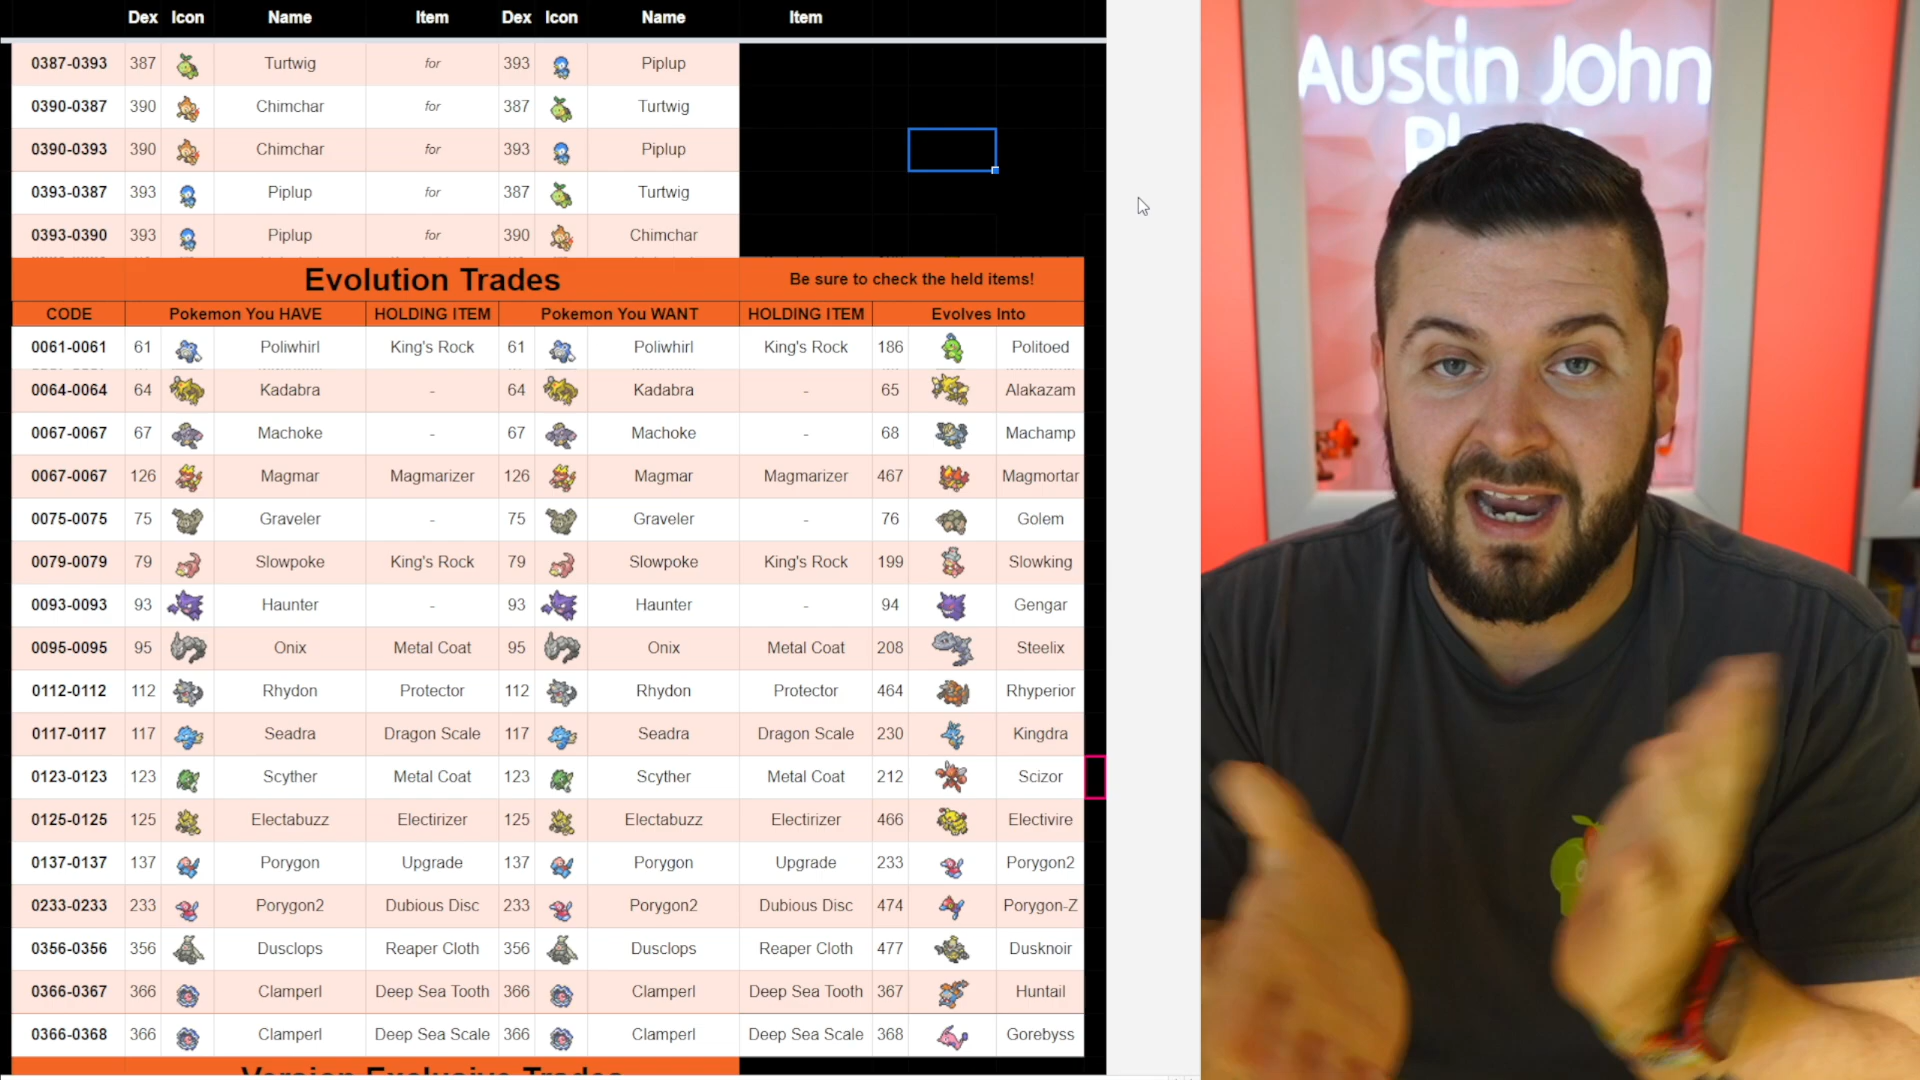 Dex Icon Name Item Dex Icon Name Item
0387-0393 387 Turtwig for 393 Piplup
0390-0387 390 Chimchar for 387 Turtwig
0390-0393 390 Chimchar for 393 Piplup
0393-0387 393 Piplup for 387 Turtwig
0393-0390 393 Piplup for 390 Chimchar
Evolution Trades Be sure to check the held items!
CODE Pokemon You HAVE HOLDING ITEM Pokemon You WANT HOLDING ITEM Evolves Into
0061-0061 61 Poliwhirl King's Rock 61 Poliwhirl King's Rock 186 Politoed
0064-0064 64 Kadabra - 64 Kadabra - 65 Alakazam
0067-0067 67 Machoke - 67 Machoke - 68 Machamp
0067-0067 126 Magmar Magmarizer 126 Magmar Magmarizer 467 Magmortar
0075-0075 75 Graveler - 75 Graveler - 76 Golem
0079-0079 79 Slowpoke King's Rock 79 Slowpoke King's Rock 199 Slowking
0093-0093 93 Haunter - 93 Haunter - 94 Gengar
0095-0095 95 Onix Metal Coat 95 Onix Metal Coat 208 Steelix
0112-0112 112 Rhydon Protector 112 Rhydon Protector 464 Rhyperior
0117-0117 117 Seadra Dragon Scale 117 Seadra Dragon Scale 230 Kingdra
0123-0123 123 Scyther Metal Coat 123 Scyther Metal Coat 212 Scizor
0125-0125 125 Electabuzz Electirizer 125 Electabuzz Electirizer 466 Electivire
0137-0137 137 Porygon Upgrade 137 Porygon Upgrade 233 Porygon2
0233-0233 233 Porygon2 Dubious Disc 233 Porygon2 Dubious Disc 474 Porygon-Z
0356-0356 356 Dusclops Reaper Cloth 356 Dusclops Reaper Cloth 477 Dusknoir
0366-0367 366 Clamperl Deep Sea Tooth 366 Clamperl Deep Sea Tooth 367 Huntail
0366-0368 366 Clamperl Deep Sea Scale 366 Clamperl Deep Sea Scale 368 Gorebyss
Version Exclusive Trades
Austin John